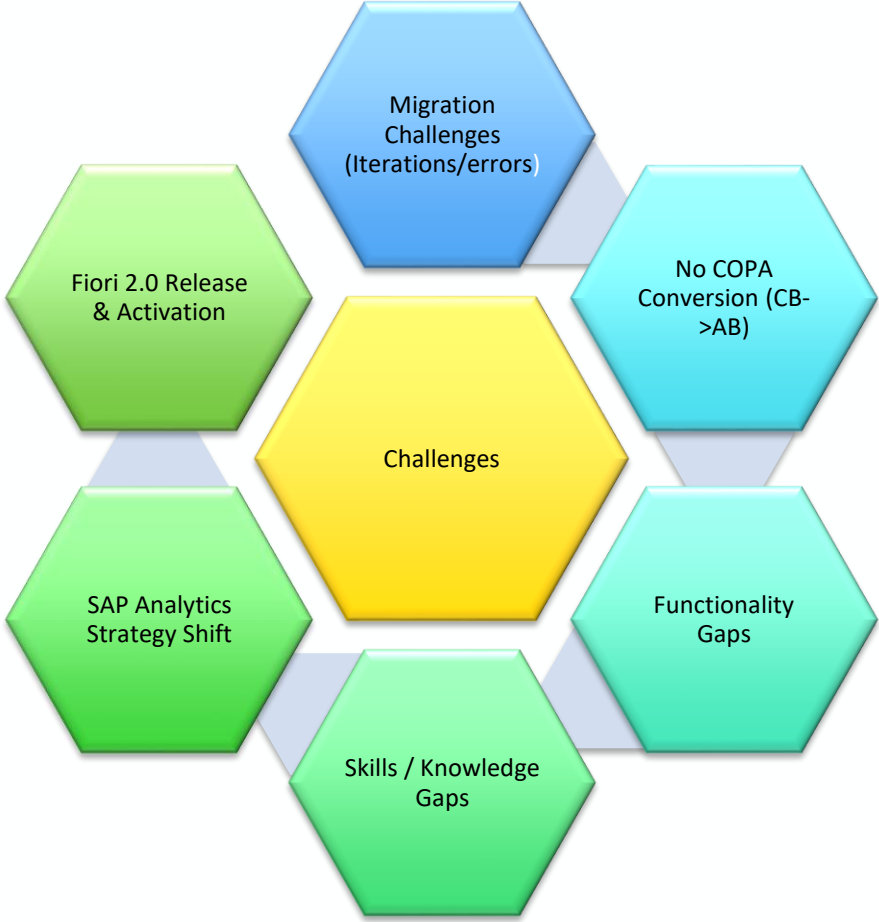 Migration
Challenges
(Iterations/errors)
No COPA
Conversion (CB-
>AB)
Fiori 2.0 Release
& Activation
Challenges
Functionality
Gaps
SAP Analytics
Strategy Shift
Skills / Knowledge
Gaps